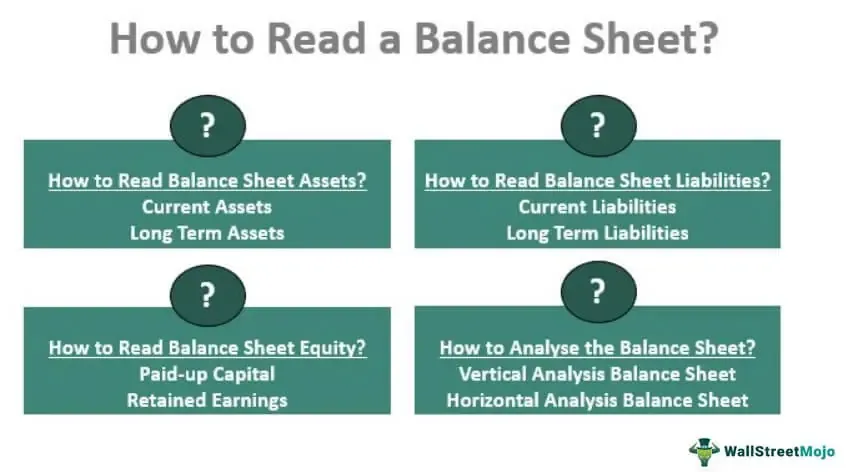 How to Read a Balance Sheet?
?
How to Read Balance Sheet Assets?
Current Assets
Long Term Assets
?
How to Read Balance Sheet Liabilities?
Current Liabilities
Long Term Liabilities
?
How to Read Balance Sheet Equity?
Paid-up Capital
Retained Earnings
?
How to Analyse the Balance Sheet?
Vertical Analysis Balance Sheet
Horizontal Analysis Balance Sheet
WallStreetMojo